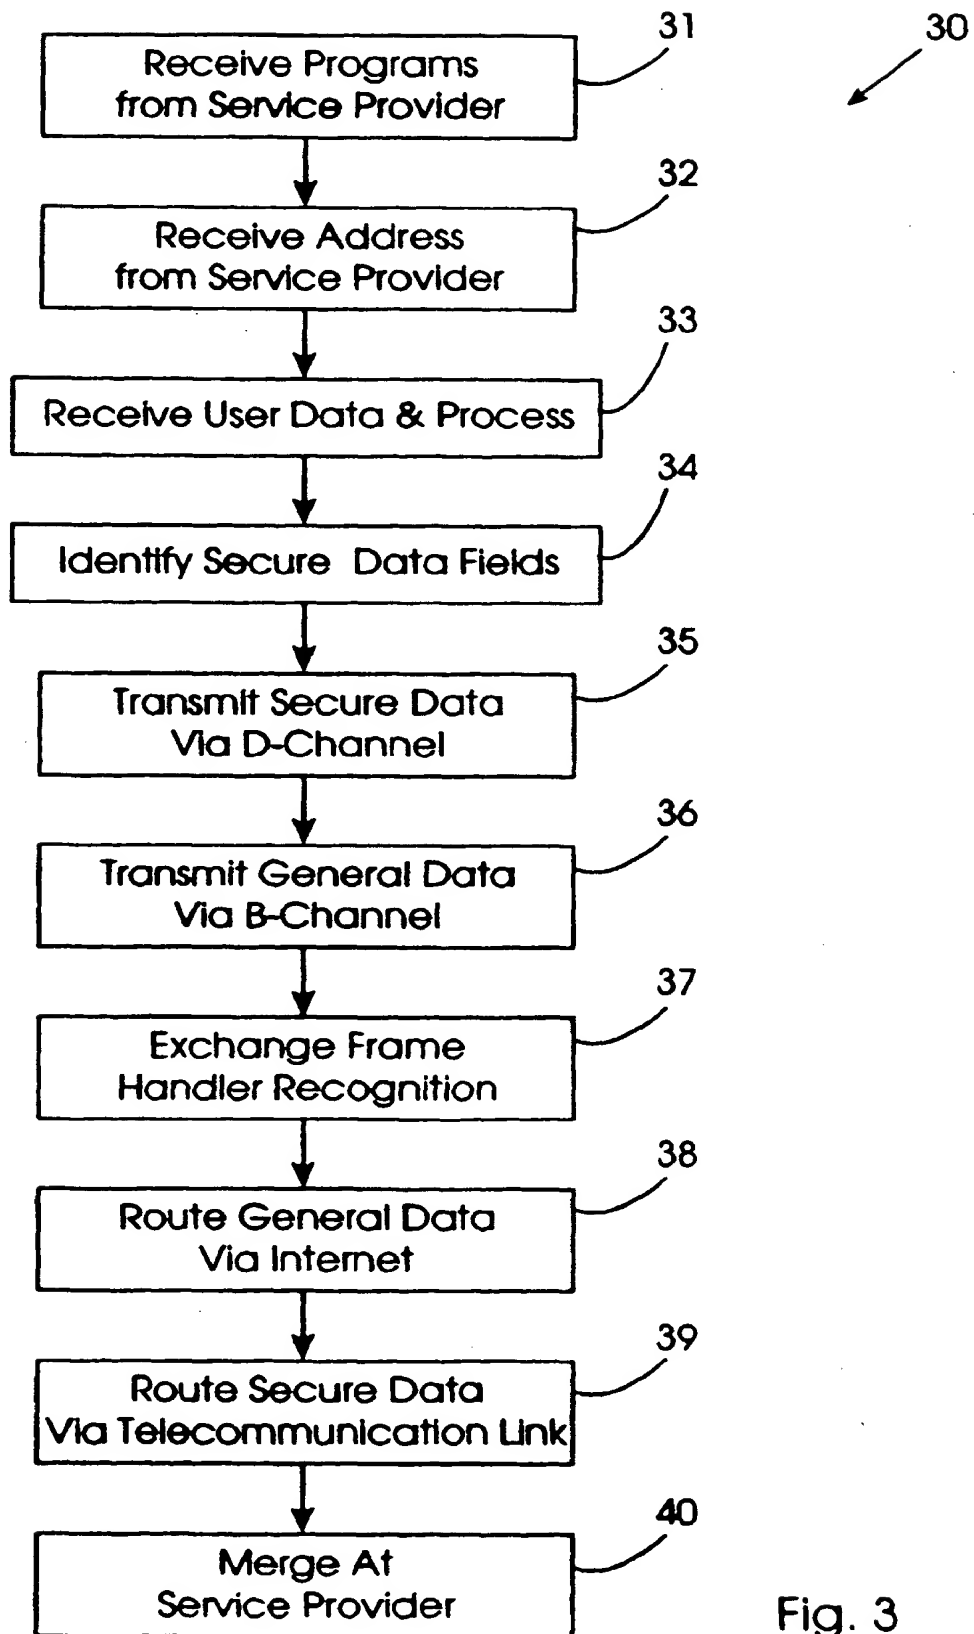 31
30
Receive Programs
from Service Provider
32
Receive Address
from Service Provider
33
Receive User Data & Process
34
Identify Secure Data Fields
35
Transmit Secure Data
Via D-Channel
36
Transmit General Data
Via B-Channel
37
Exchange Frame
Handler Recognition
38
Route General Data
Via Internet
39
Route Secure Data
Via Telecommunication Link
40
Merge At
Service Provider
Fig. 3